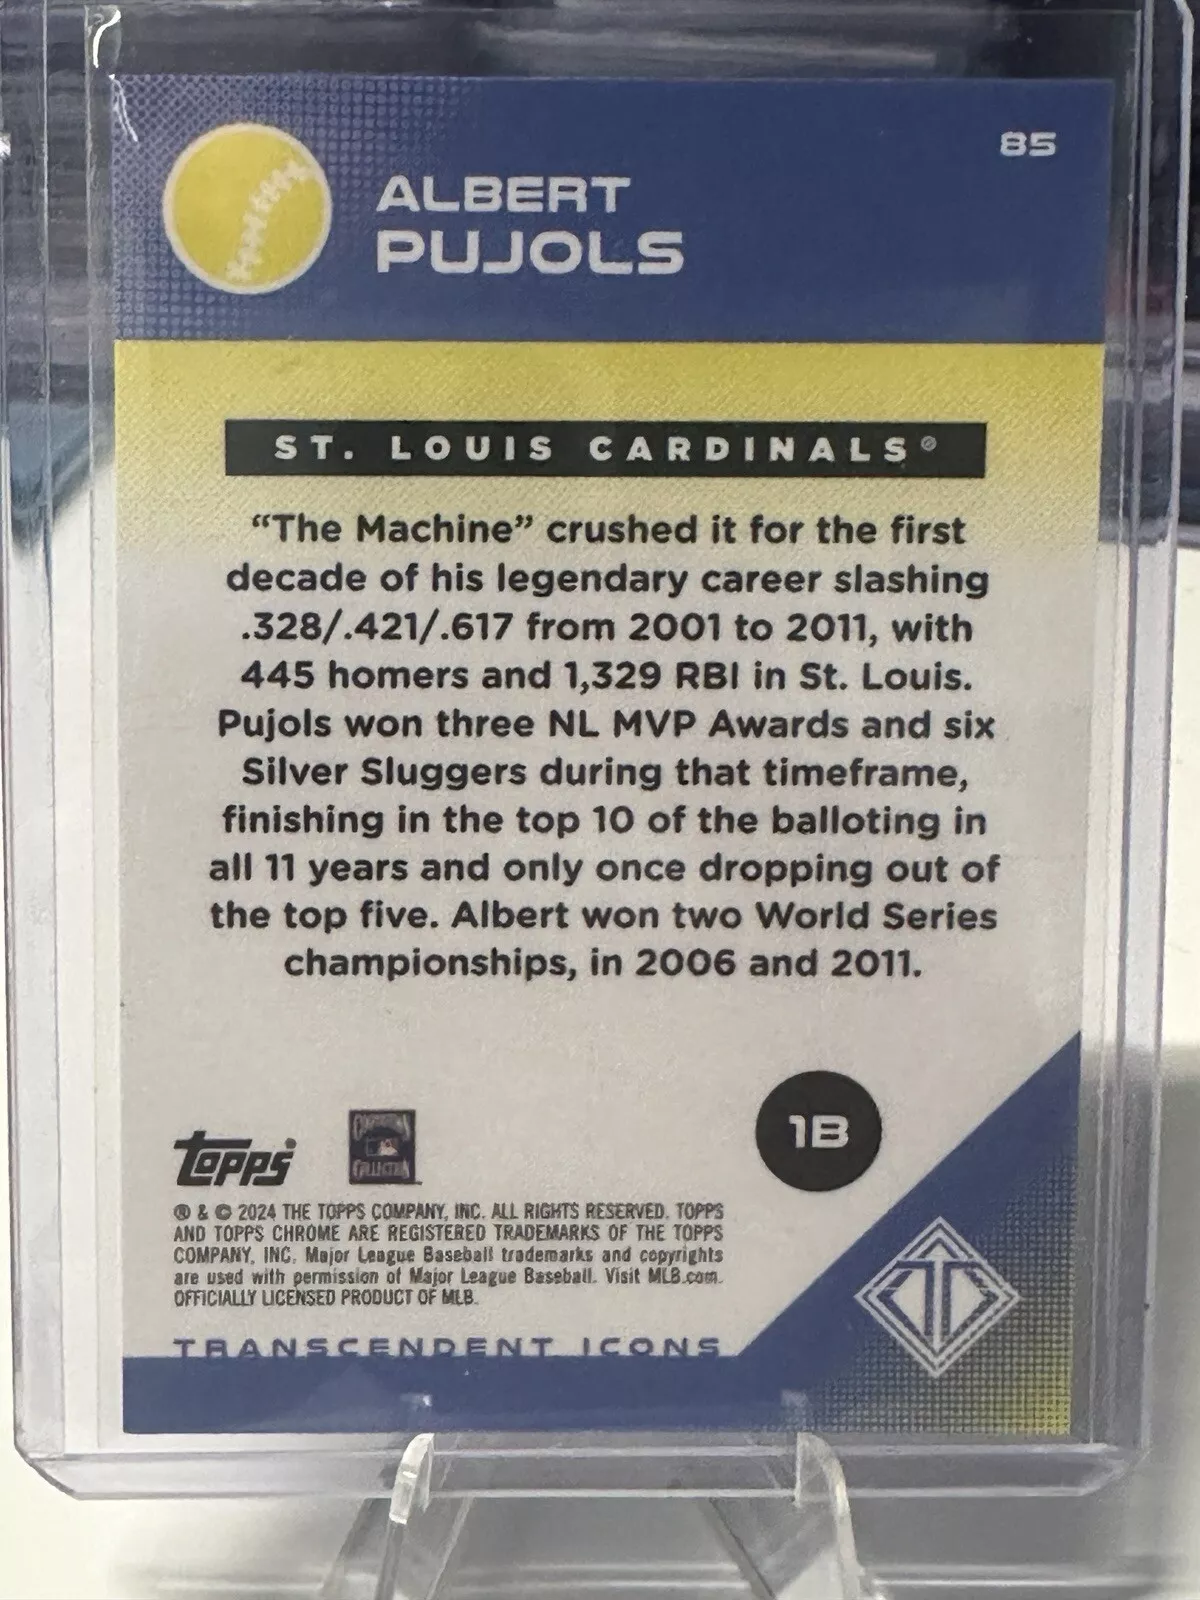 85
ALBERT
PUJOLS
ST. LOUIS CARDINALS®
“The Machine” crushed it for the first
decade of his legendary career slashing
.328/.421/.617 from 2001 to 2011, with
445 homers and 1,329 RBI in St. Louis.
Pujols won three NL MVP Awards and six
Silver Sluggers during that timeframe,
finishing in the top 10 of the balloting in
all 11 years and only once dropping out of
the top five. Albert won two World Series
championships, in 2006 and 2011.
1B
topps
COOPERSTOWN
COLLECTION
® & © 2024 THE TOPPS COMPANY, INC. ALL RIGHTS RESERVED. TOPPS
AND TOPPS CHROME ARE REGISTERED TRADEMARKS OF THE TOPPS
COMPANY, INC. Major League Baseball trademarks and copyrights
are used with permission of Major League Baseball. Visit MLB.com.
OFFICIALLY LICENSED PRODUCT OF MLB.
TRANSCENDENT ICONS